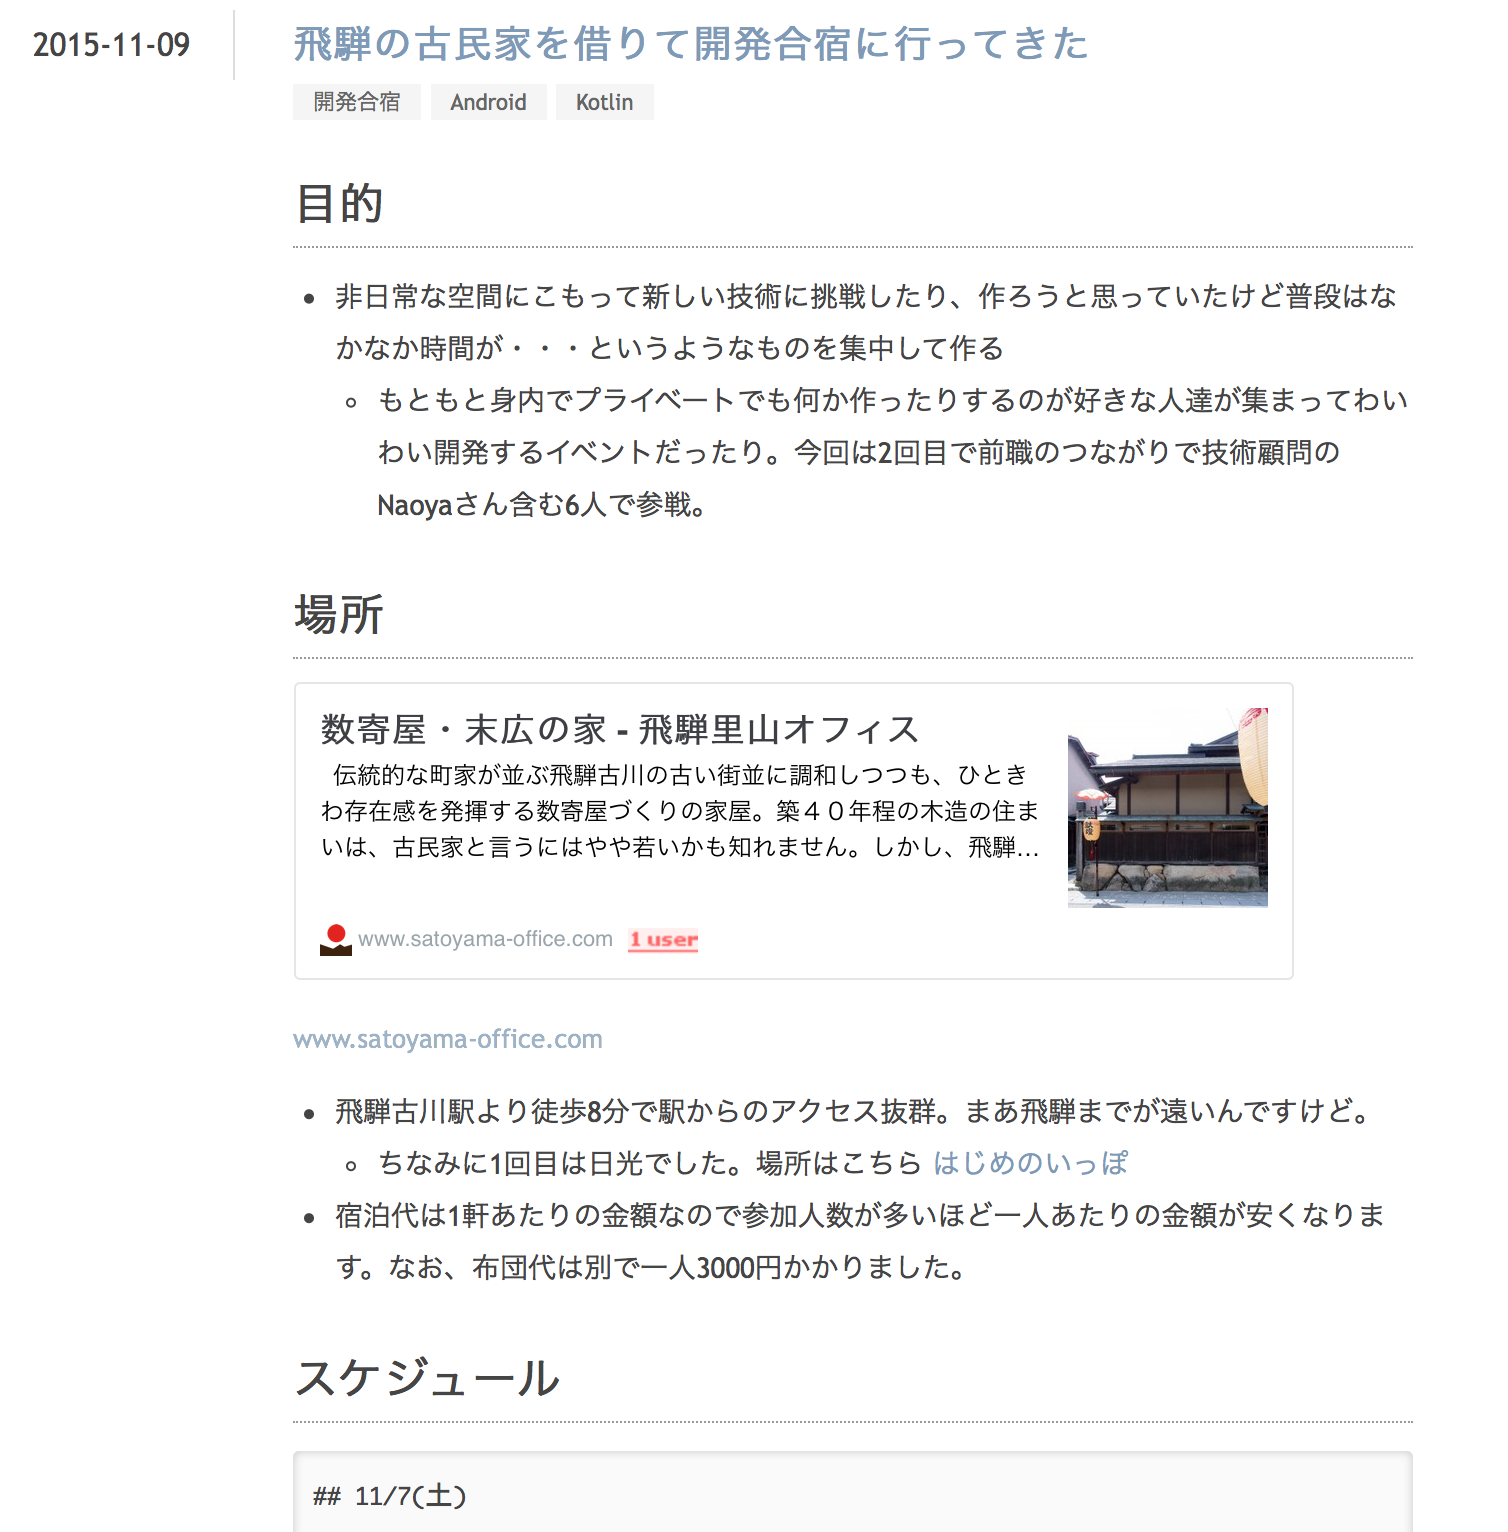 2015-11-09
飛騨の古民家を借りて開発合宿に行ってきた
開発合宿 Android Kotlin
目的
非日常な空間にこもって新しい技術に挑戦したり、作ろうと思っていたけど普段はな
かなか時間が・・・というようなものを集中して作る
もともと身内でプライベートでも何か作ったりするのが好きな人達が集まってわい
わい開発するイベントだったり。今回は2回目で前職のつながりで技術顧問の
Naoyaさん含む6人で参戦。
場所
数寄屋・末広の家 - 飛騨里山オフィス
伝統的な町家が並ぶ飛騨古川の古い街並に調和しつつも、ひとき
わ存在感を発揮する数寄屋づくりの家屋。築４０年程の木造の住ま
いは、古民家と言うにはやや若いかも知れません。しかし、飛騨...
www.satoyama-office.com 1 user
www.satoyama-office.com
飛騨古川駅より徒歩8分で駅からのアクセス抜群。まあ飛騨までが遠いんですけど。
ちなみに1回目は日光でした。場所はこちら はじめのいっぽ
宿泊代は1軒あたりの金額なので参加人数が多いほど一人あたりの金額が安くなりま
す。なお、布団代は別で一人3000円かかりました。
スケジュール
## 11/7(土)